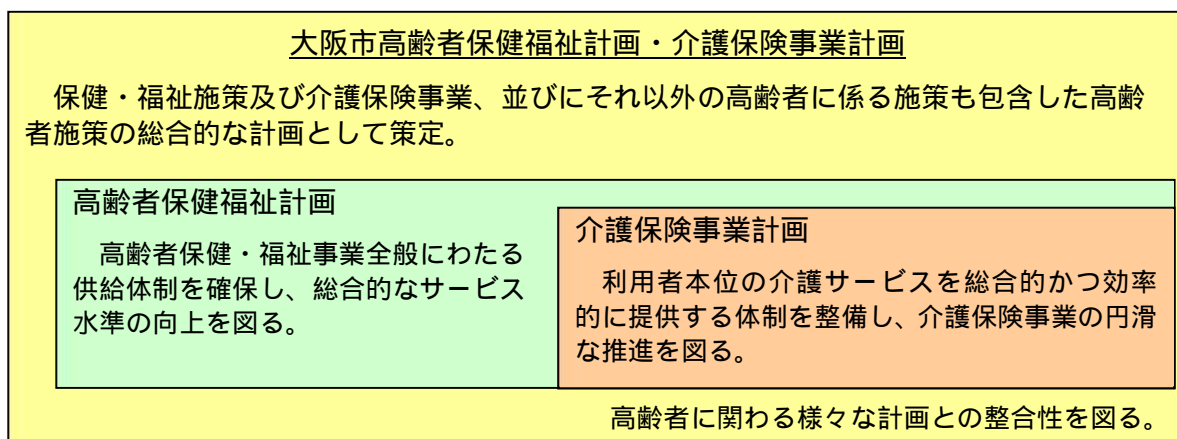 大阪市高齢者保健福祉計画・介護保険事業計画
保健・福祉施策及び介護保険事業、並びにそれ以外の高齢者に係る施策も包含した高齢
者施策の総合的な計画として策定。
高齢者保健福祉計画
高齢者保健・福祉事業全般にわたる
供給体制を確保し、総合的なサービス
水準の向上を図る。
介護保険事業計画
利用者本位の介護サービスを総合的かつ効率
的に提供する体制を整備し、介護保険事業の円滑
な推進を図る。
高齢者に関わる様々な計画との整合性を図る。